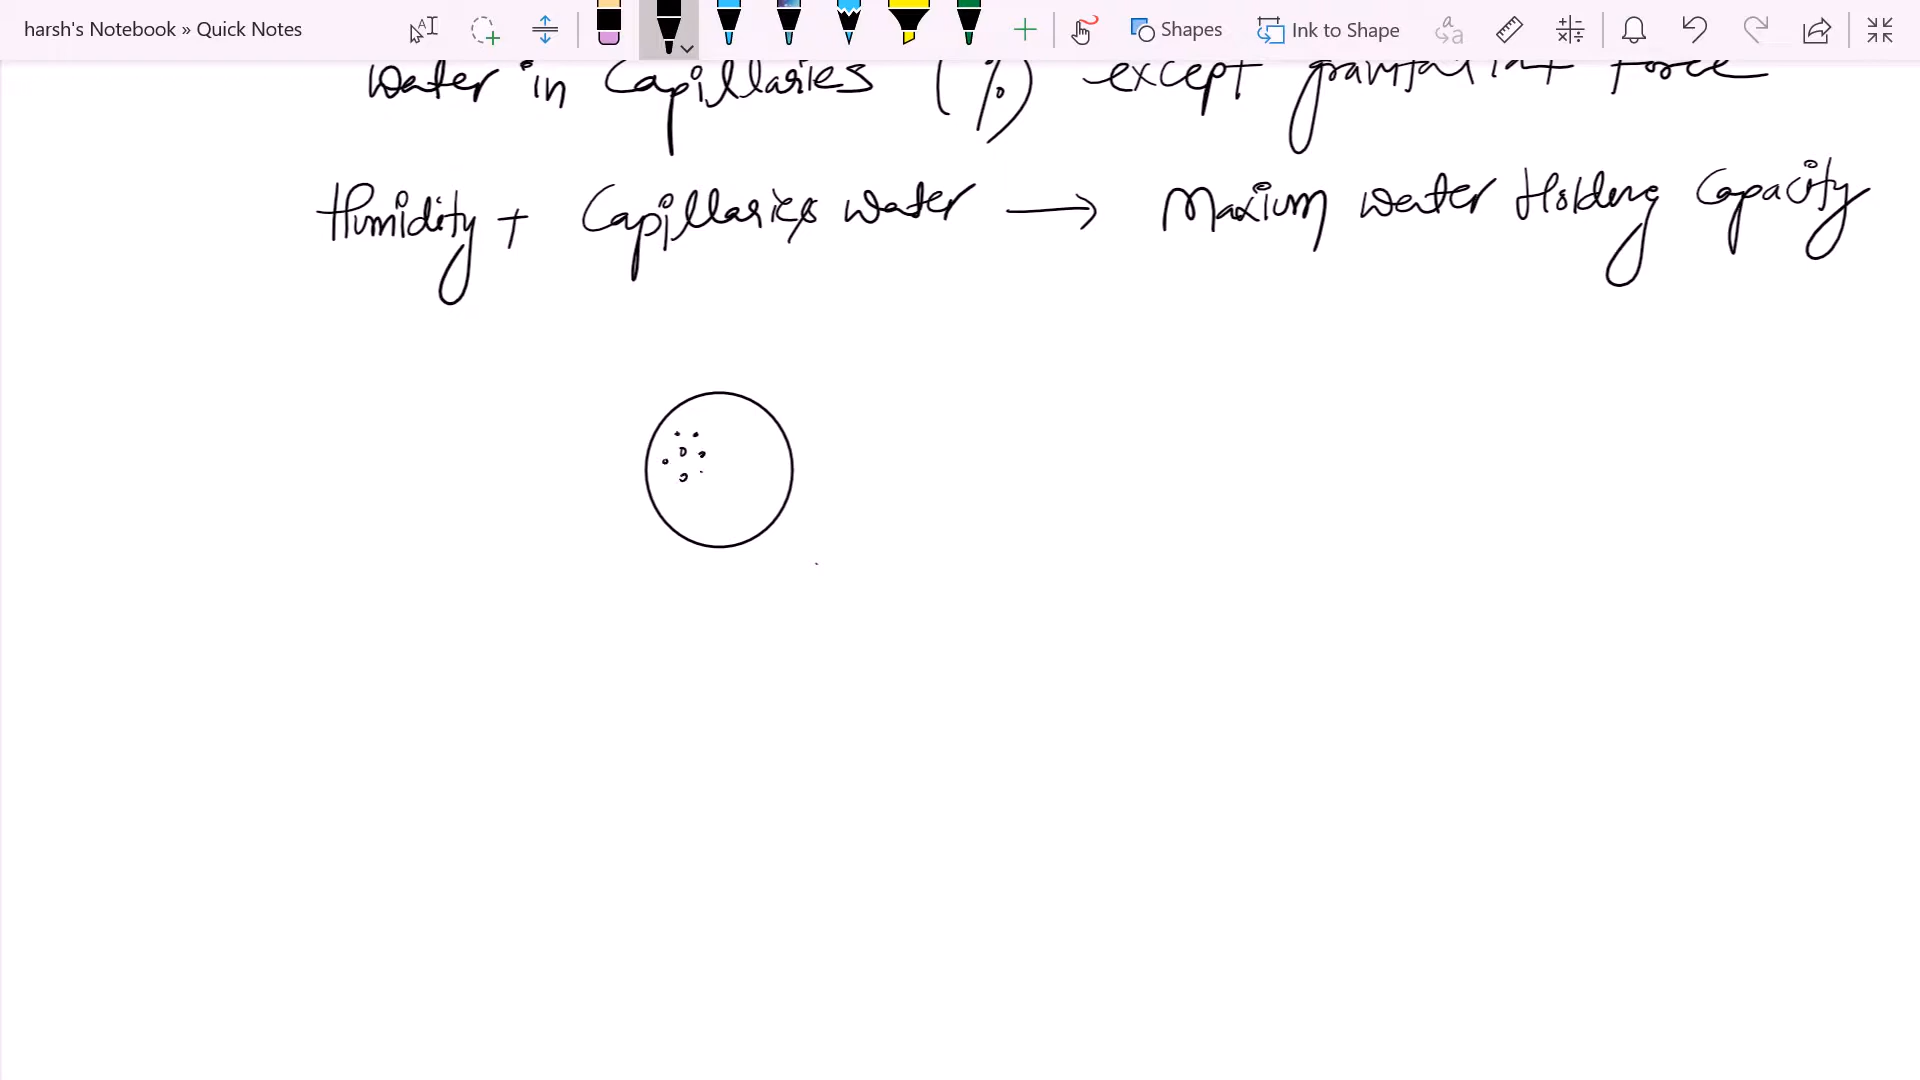 harsh's Notebook » Quick Notes Shapes Ink to Shape
Water in Capillaries (%) except force
Humidity + Capillaries water → Maxium Water Holding Capacity